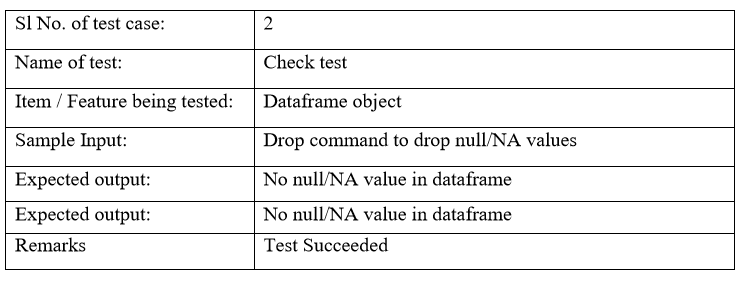 Sl No. of test case: 2
Name of test: Check test
Item / Feature being tested: Dataframe object
Sample Input: Drop command to drop null/NA values
Expected output: No null/NA value in dataframe
Expected output: No null/NA value in dataframe
Remarks Test Succeeded